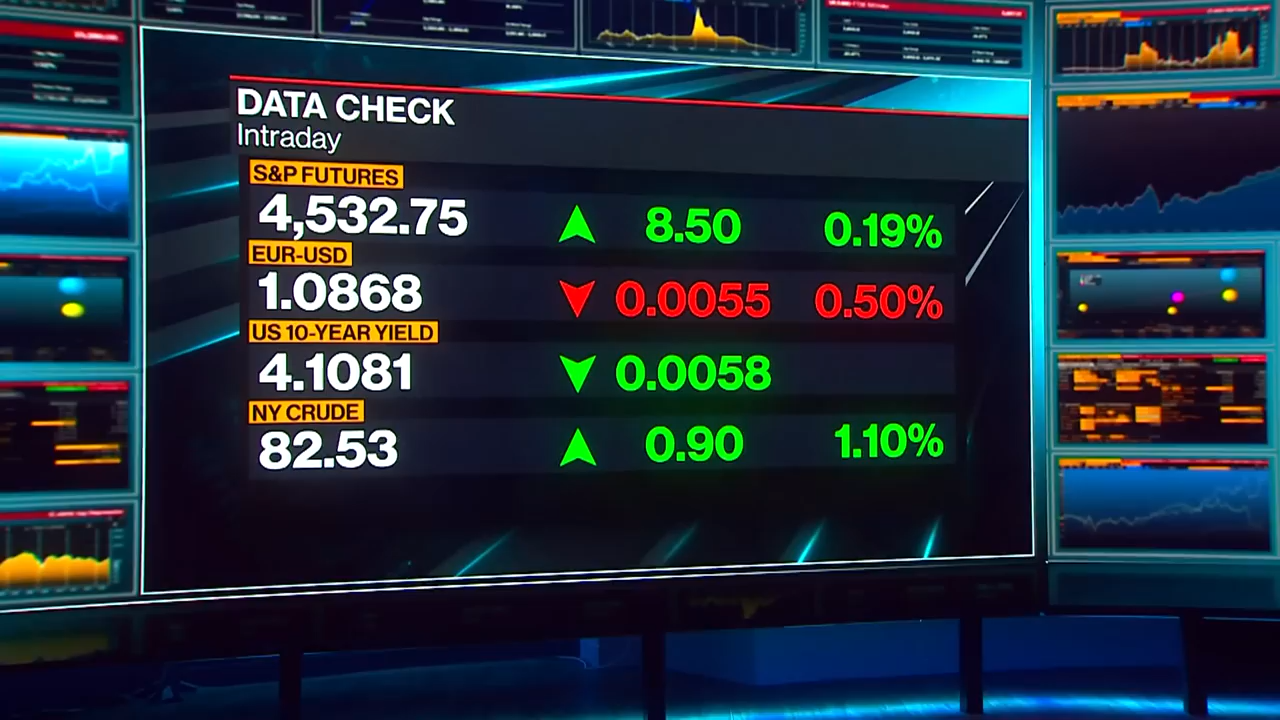 DATA CHECK
Intraday
S&P FUTURES
4,532.75 ▲ 8.50 0.19%
EUR-USD
1.0868 ▼ 0.0055 0.50%
US 10-YEAR YIELD
4.1081 ▼ 0.0058
NY CRUDE
82.53 ▲ 0.90 1.10%